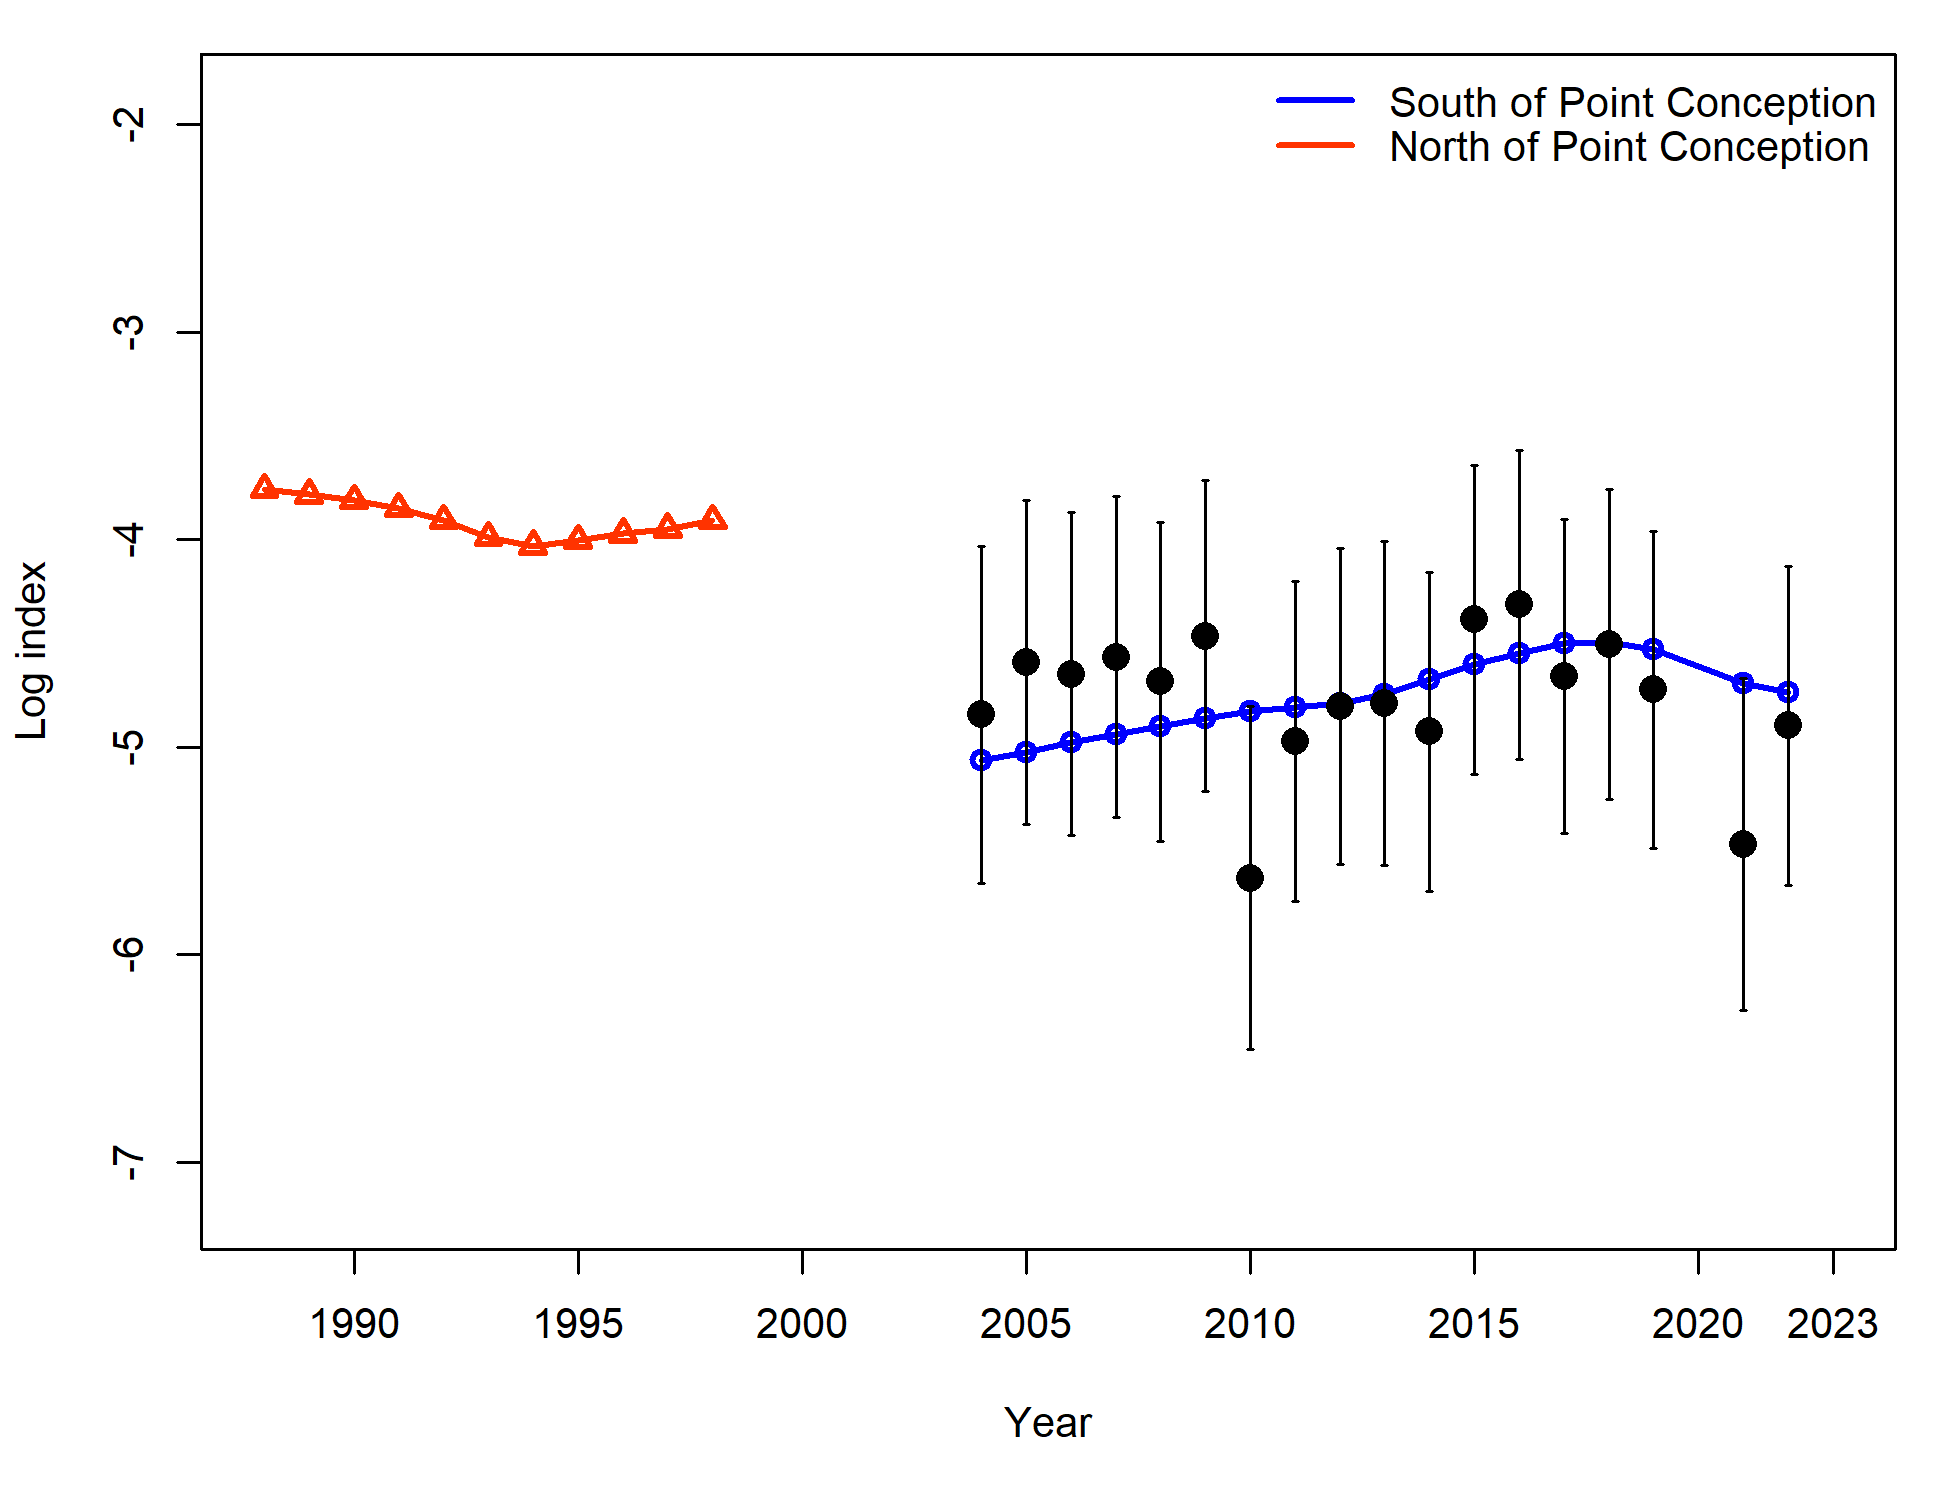 South of Point Conception
North of Point Conception
-2
-3
-4
-5
-6
-7
Log index
1990 1995 2000 2005 2010 2015 2020 2023
Year